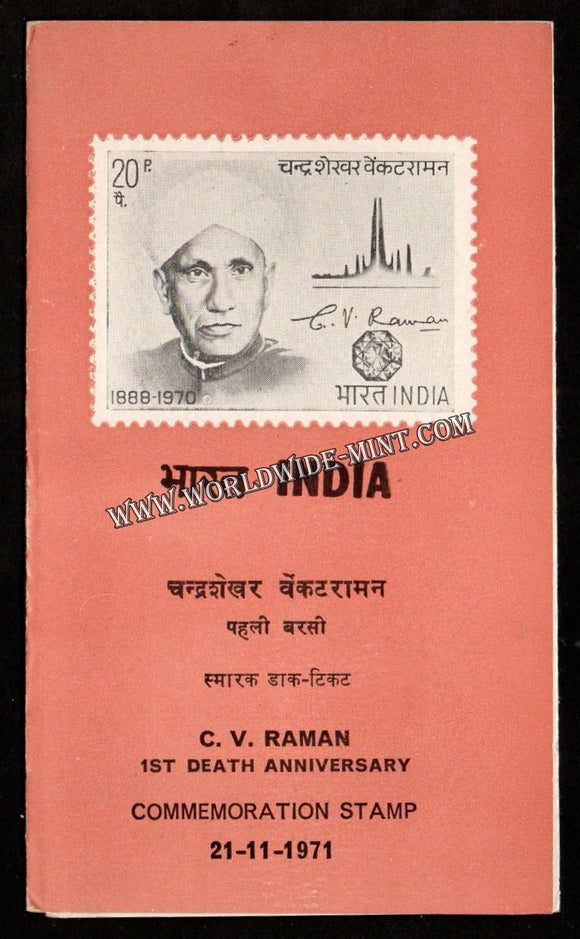 20 P.
पै.
चन्द्रशेखर वेंकटरामन
C. V. Raman
1888-1970
भारत INDIA
WWW.WORLDWIDE-MINT.COM
भारत INDIA
चन्द्रशेखर वेंकटरामन
पहली बरसी
स्मारक डाक-टिकट
C. V. RAMAN
1ST DEATH ANNIVERSARY
COMMEMORATION STAMP
21-11-1971